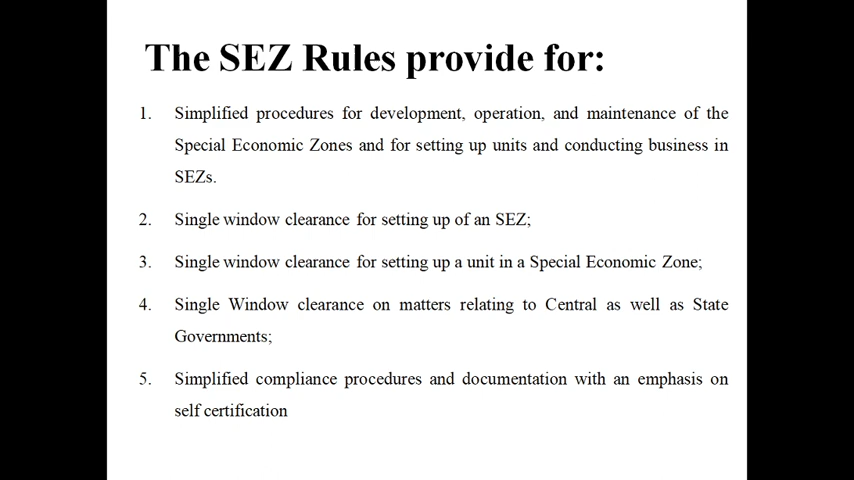 The SEZ Rules provide for:
1. Simplified procedures for development, operation, and maintenance of the
Special Economic Zones and for setting up units and conducting business in
SEZs.
2. Single window clearance for setting up of an SEZ;
3. Single window clearance for setting up a unit in a Special Economic Zone;
4. Single Window clearance on matters relating to Central as well as State
Governments;
5. Simplified compliance procedures and documentation with an emphasis on
self certification